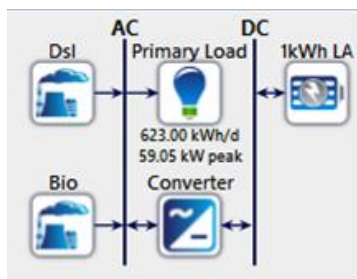 AC DC
Dsl Primary Load 1kWh LA
623.00 kWh/d
59.05 kW peak
Bio Converter